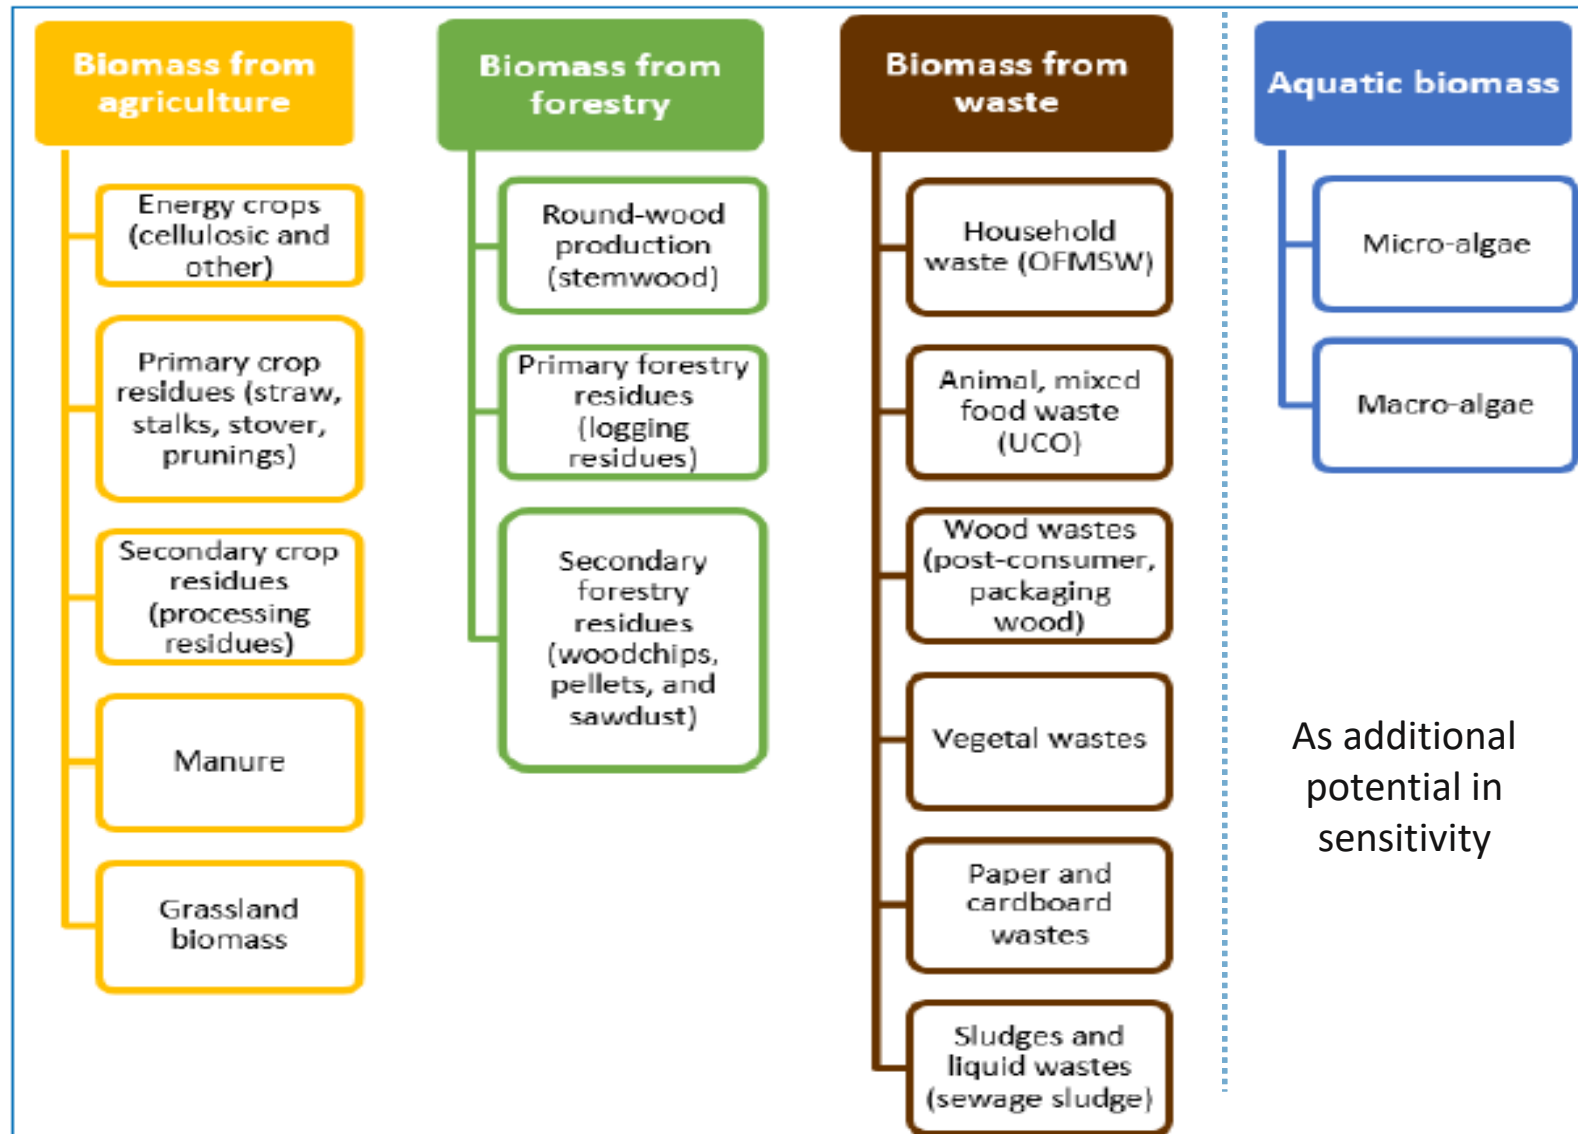 Biomass from
agriculture
Energy crops
(cellulosic and
other)
Primary crop
residues (straw,
stalks, stover,
prunings)
Secondary crop
residues
(processing
residues)
Manure
Grassland
biomass
Biomass from
forestry
Round-wood
production
(stemwood)
Primary forestry
residues
(logging
residues)
Secondary
forestry
residues
(woodchips,
pellets, and
sawdust)
Biomass from
waste
Household
waste (OFMSW)
Animal, mixed
food waste
(UCO)
Wood wastes
(post-consumer,
packaging
wood)
Vegetal wastes
Paper and
cardboard
wastes
Sludges and
liquid wastes
(sewage sludge)
Aquatic biomass
Micro-algae
Macro-algae
As additional
potential in
sensitivity